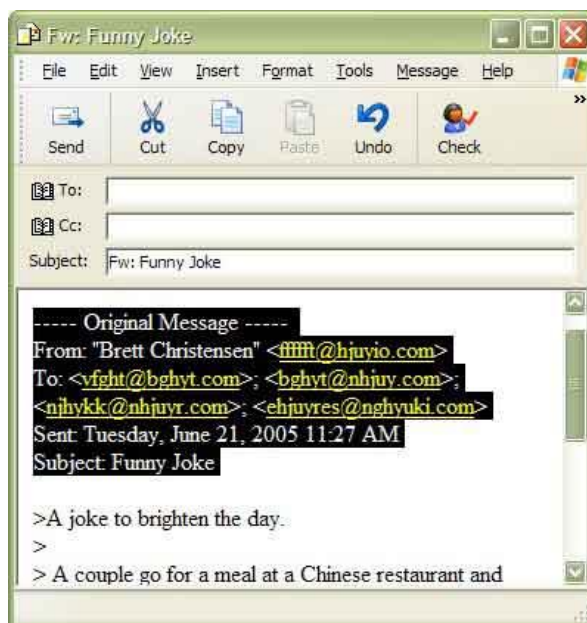 Fw: Funny Joke
File Edit View Insert Format Tools Message Help
Send Cut Copy Paste Undo Check
To:
Cc:
Subject: Fw: Funny Joke
----- Original Message -----
From: "Brett Christensen" <ffffft@hjuyio.com>
To: <vfght@bghyt.com>; <bghyt@nhjuy.com>;
<njhykk@nhjuyr.com>; <ehjuyres@nghyuki.com>
Sent: Tuesday, June 21, 2005 11:27 AM
Subject: Funny Joke
>A joke to brighten the day.
>
> A couple go for a meal at a Chinese restaurant and